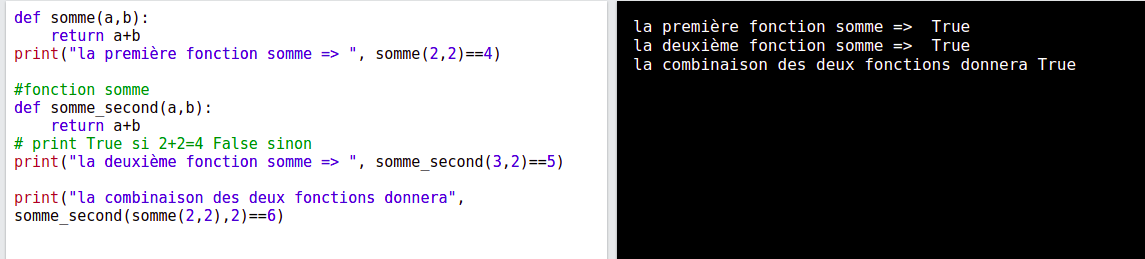 def somme(a,b):
    return a+b
print("la première fonction somme => ", somme(2,2)==4)

#fonction somme
def somme_second(a,b):
    return a+b
# print True si 2+2=4 False sinon
print("la deuxième fonction somme => ", somme_second(3,2)==5)

print("la combinaison des deux fonctions donnera",
somme_second(somme(2,2),2)==6)

la première fonction somme =>  True
la deuxième fonction somme =>  True
la combinaison des deux fonctions donnera True